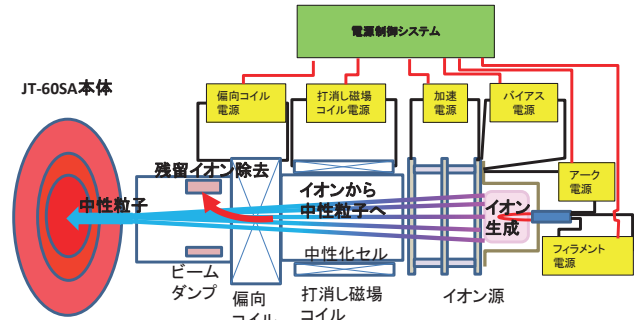 電源制御システム
JT-60SA本体
偏向コイル
電源
打消し磁場
コイル電源
加速
電源
バイアス
電源
残留イオン除去
アーク
電源
イオンから
中性粒子へ
中性粒子
イオン
生成
フィラメント
電源
中性化セル
ビーム
ダンプ
偏向
コイル
打消し磁場
コイル
イオン源